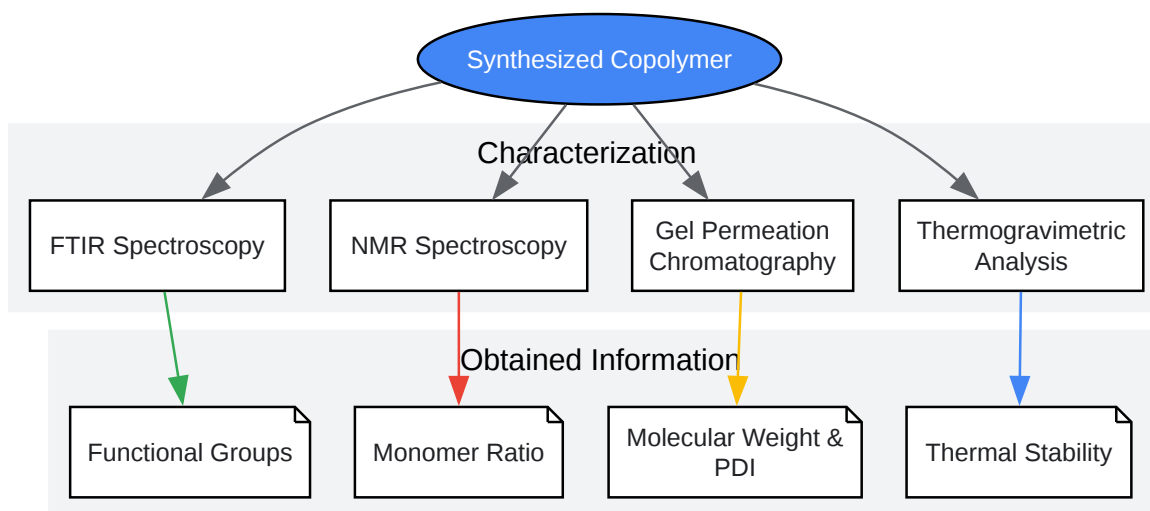 Synthesized Copolymer
Characterization
FTIR Spectroscopy
NMR Spectroscopy
Gel Permeation
Chromatography
Thermogravimetric
Analysis
Obtained Information
Functional Groups
Monomer Ratio
Molecular Weight &
PDI
Thermal Stability